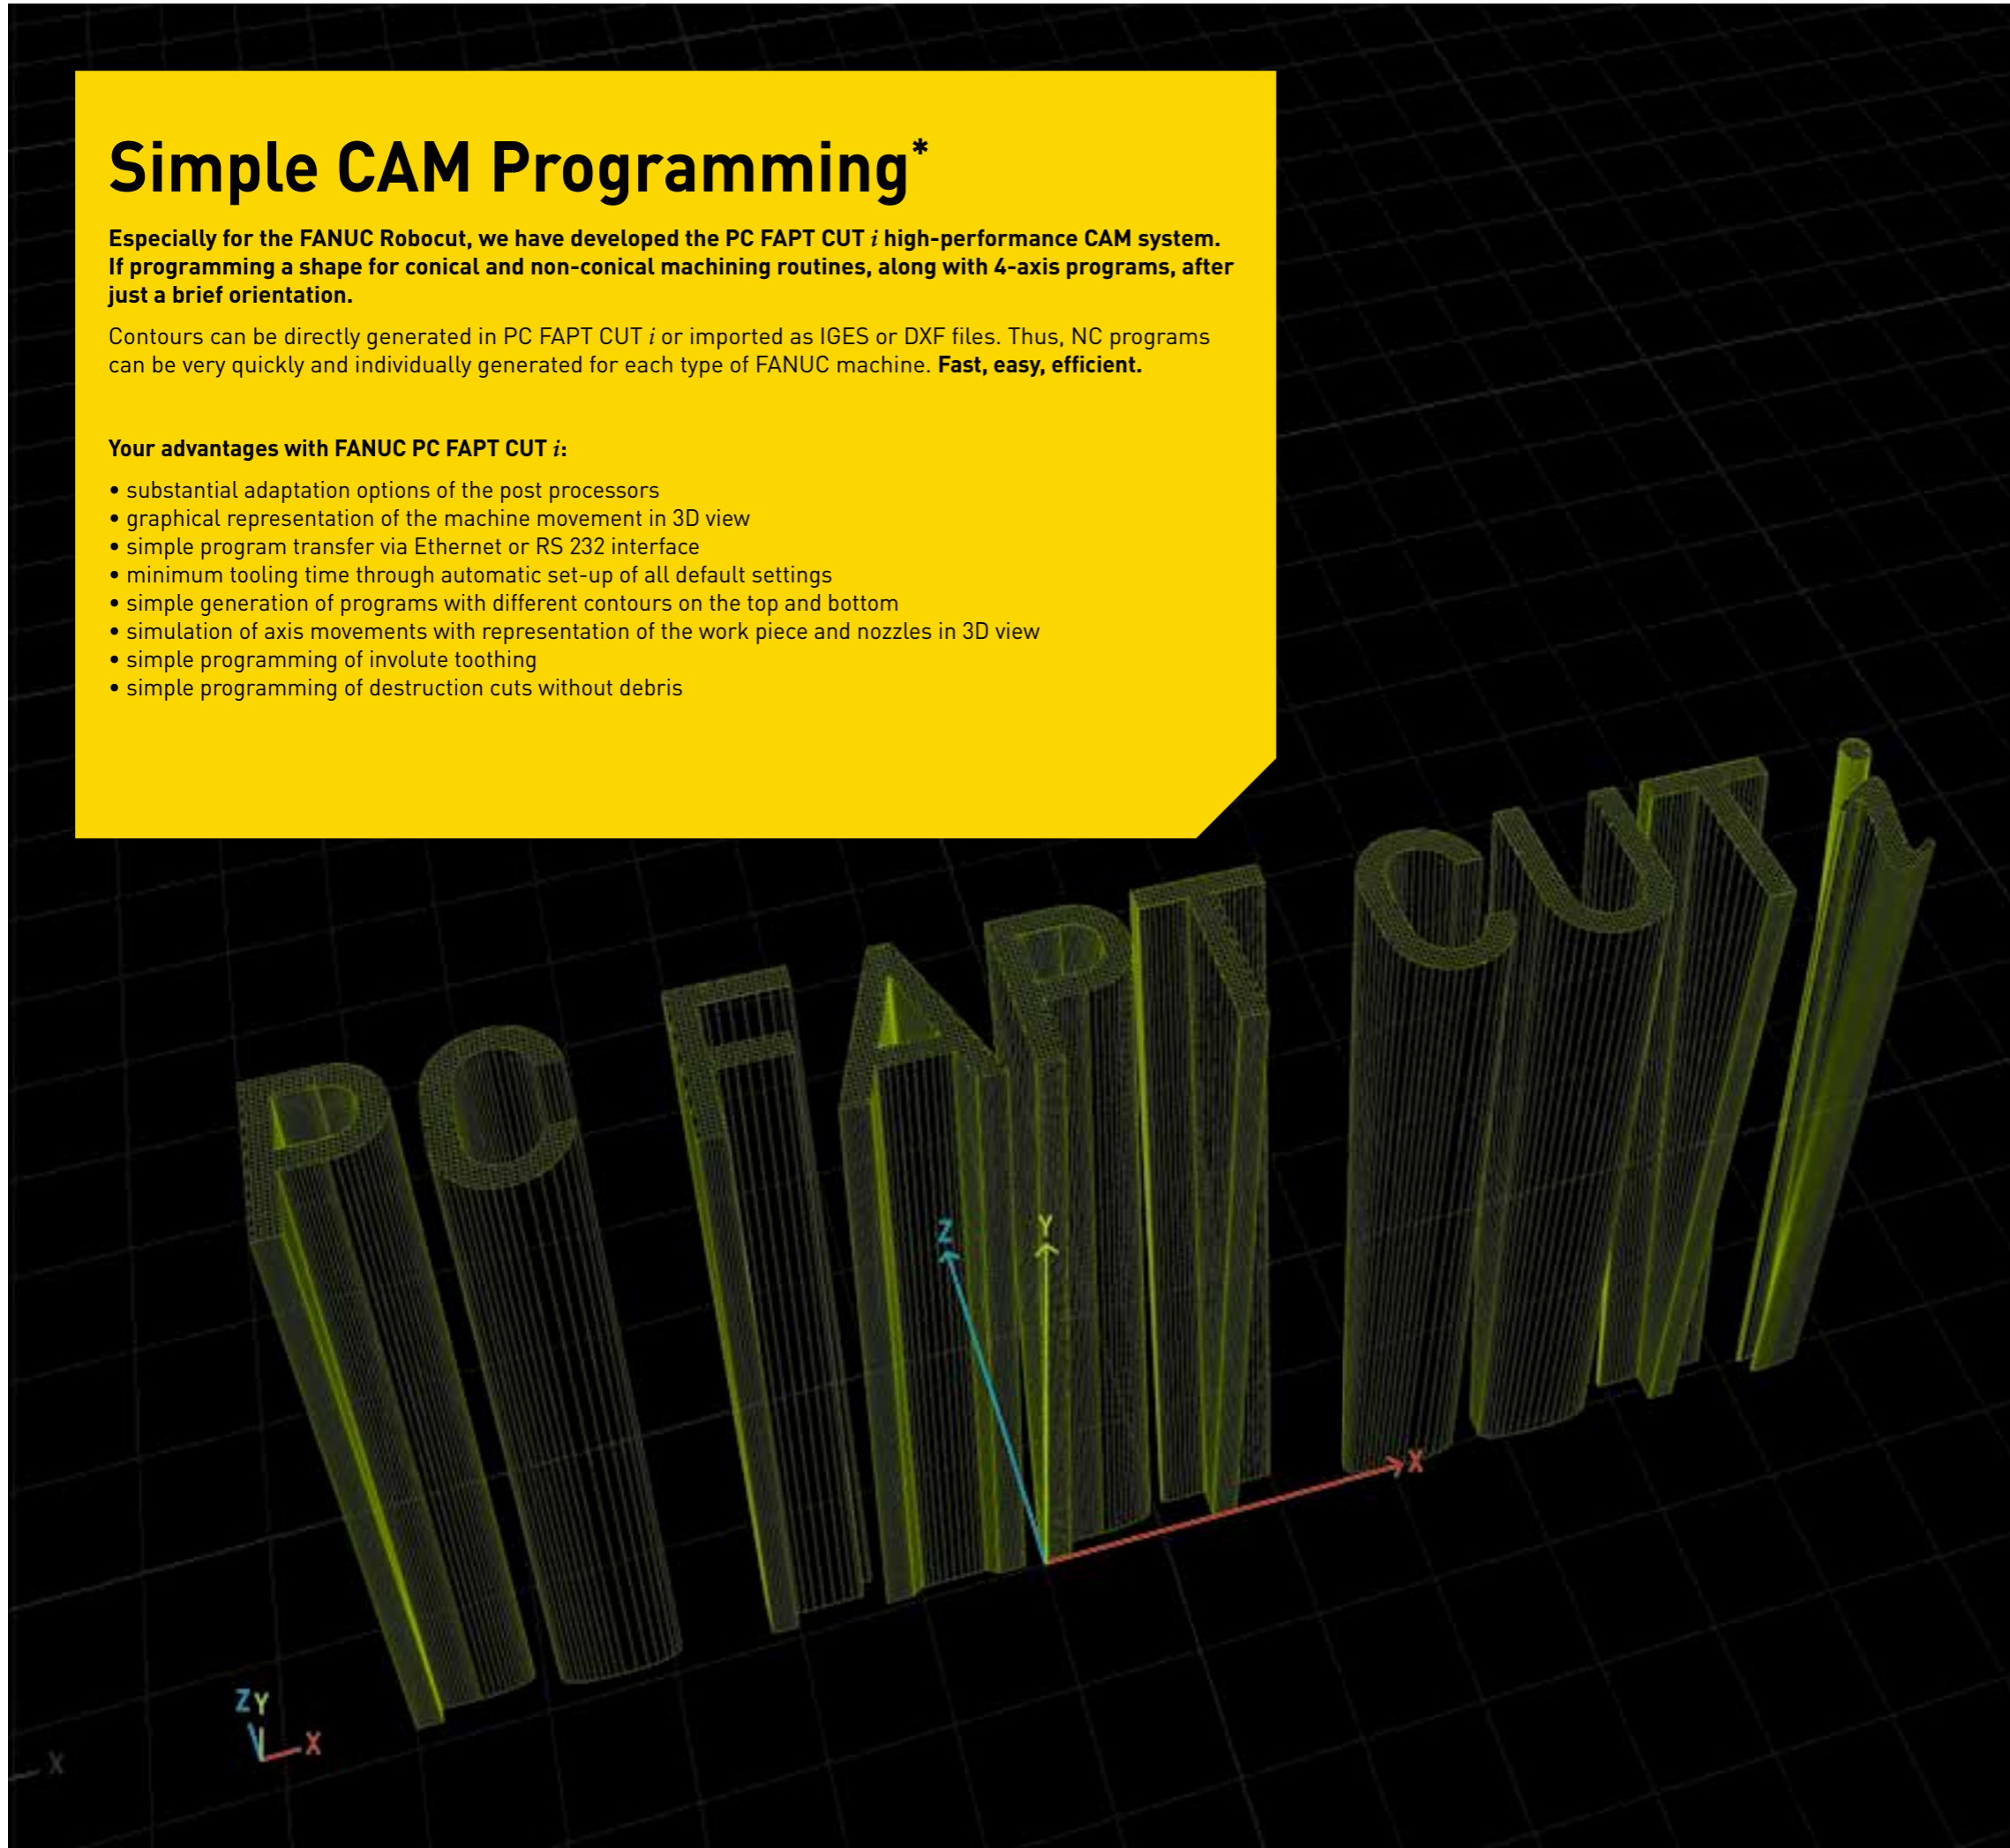 Simple CAM Programming*
Especially for the FANUC Robocut, we have developed the PC FAPT CUT i high-performance CAM system.
If programming a shape for conical and non-conical machining routines, along with 4-axis programs, after
just a brief orientation.
Contours can be directly generated in PC FAPT CUT i or imported as IGES or DXF files. Thus, NC programs
can be very quickly and individually generated for each type of FANUC machine. Fast, easy, efficient.
Your advantages with FANUC PC FAPT CUT i:
• substantial adaptation options of the post processors
• graphical representation of the machine movement in 3D view
• simple program transfer via Ethernet or RS 232 interface
• minimum tooling time through automatic set-up of all default settings
• simple generation of programs with different contours on the top and bottom
• simulation of axis movements with representation of the work piece and nozzles in 3D view
• simple programming of involute toothing
• simple programming of destruction cuts without debris
PC FAPT CUT i
Z Y
X
Z Y
X
X